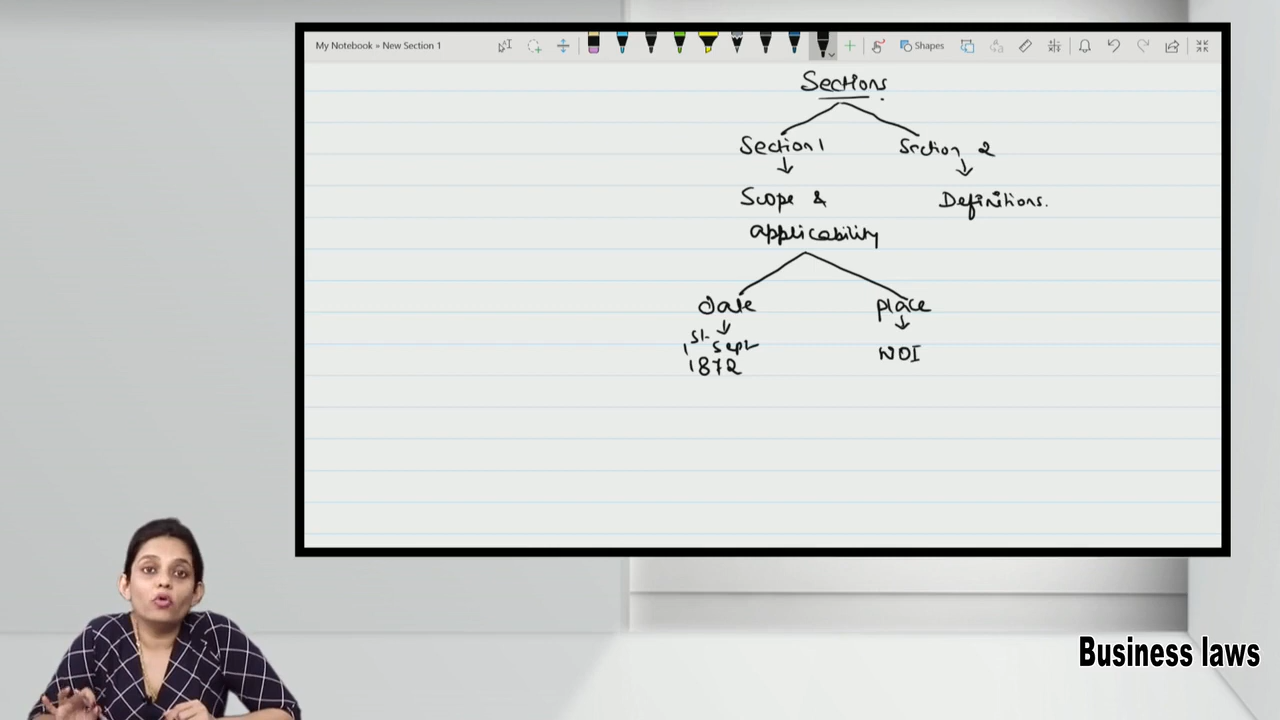 My Notebook » New Section 1
Shapes
Sections
Section 1 Section 2
Scope & Definitions.
applicability
Date place
1st Sept WOI
1872
Business laws